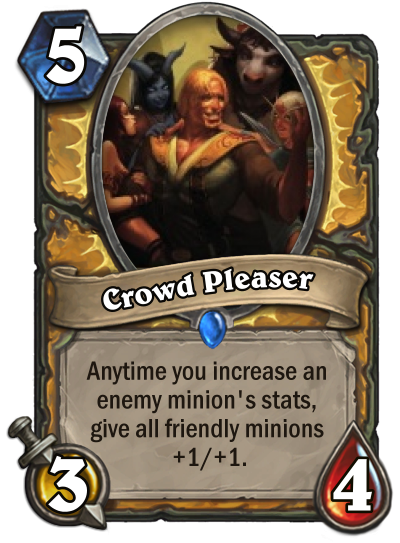 5
Crowd Pleaser
Anytime you increase an
enemy minion's stats,
give all friendly minions
+1/+1.
3
4